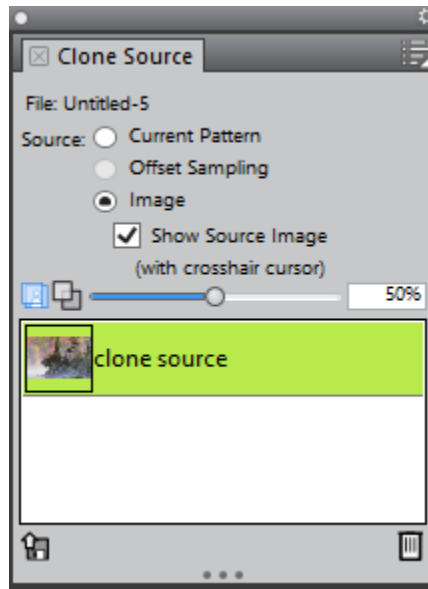 Clone Source
File: Untitled-5
Source: Current Pattern
Offset Sampling
Image
Show Source Image
(with crosshair cursor)
50%
clone source